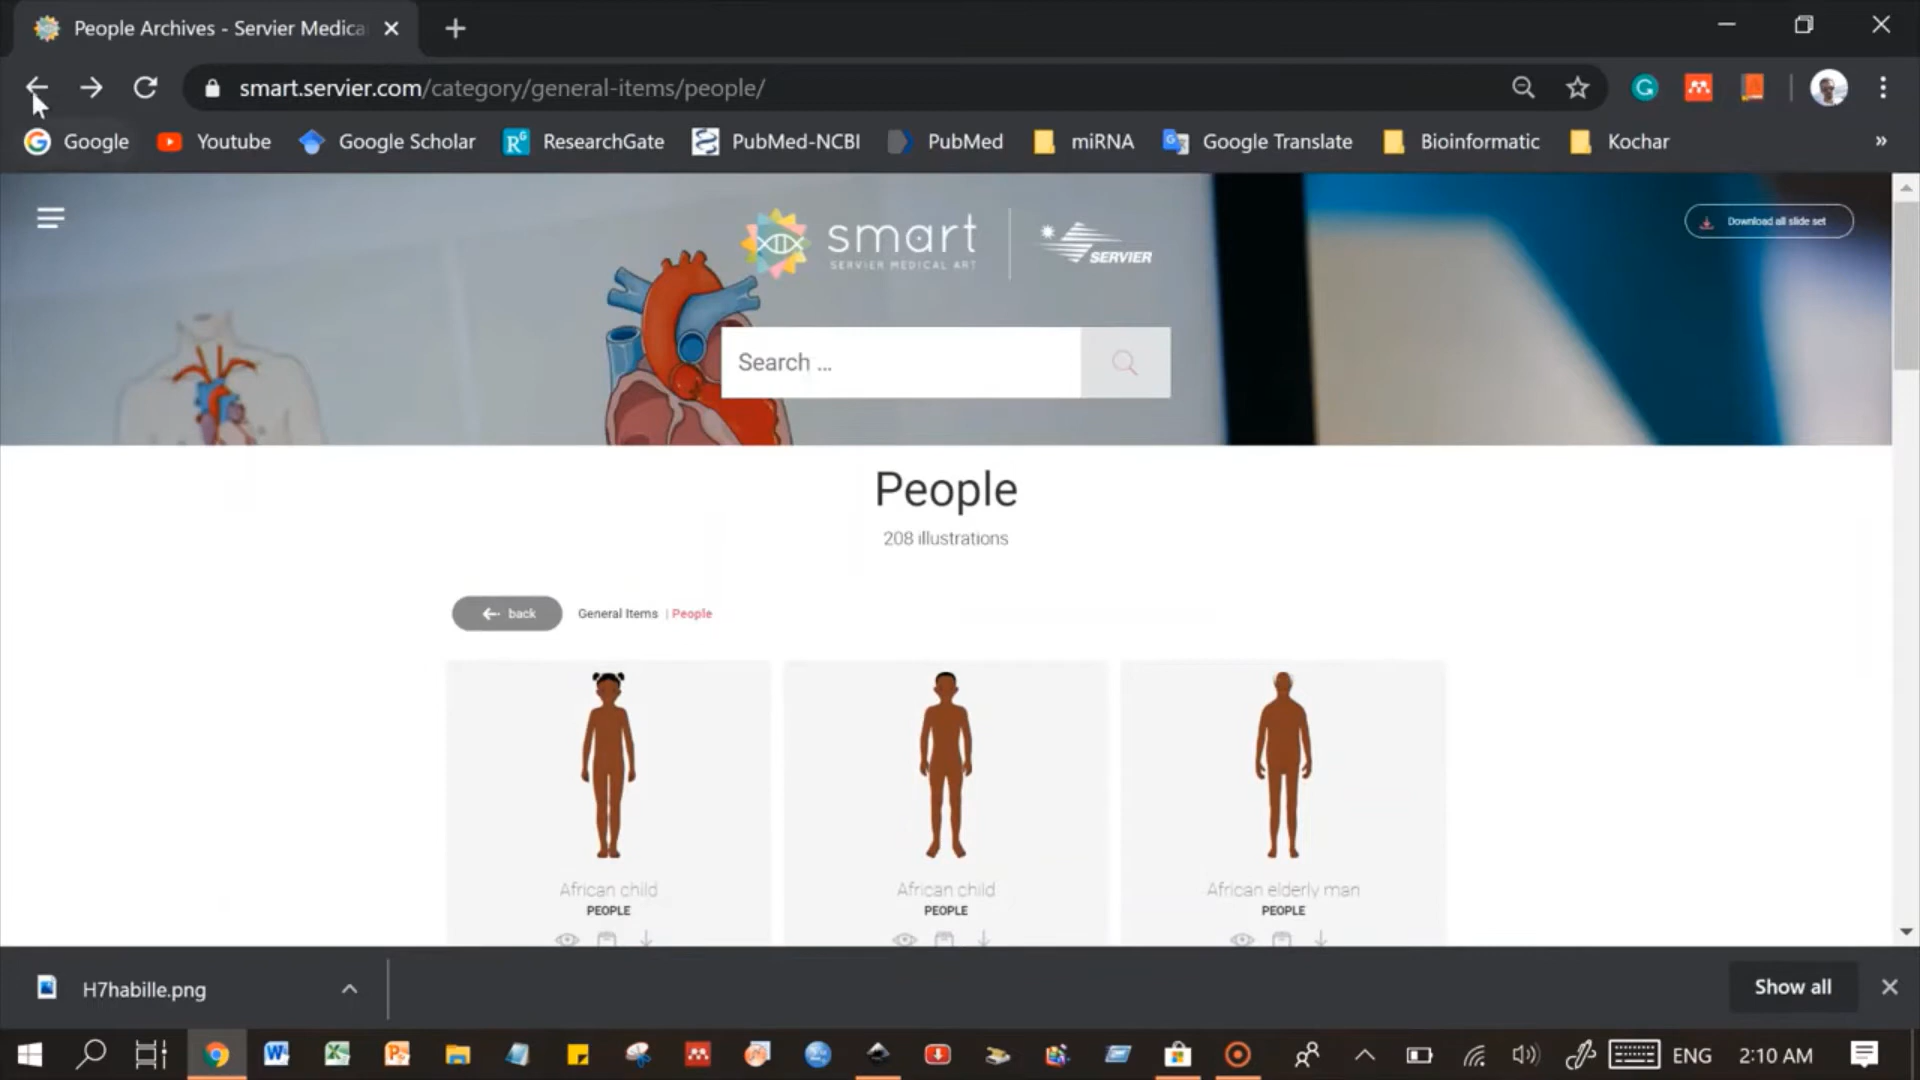 People Archives - Servier Medica
smart.servier.com/category/general-items/people/
Google Youtube Google Scholar ResearchGate PubMed-NCBI PubMed miRNA Google Translate Bioinformatic Kochar »
smart
SERVIER MEDICAL ART
SERVIER
Download all slide set
Search ...
People
208 illustrations
back
General Items | People
African child
PEOPLE
African child
PEOPLE
African elderly man
PEOPLE
H7habille.png
Show all
ENG
2:10 AM